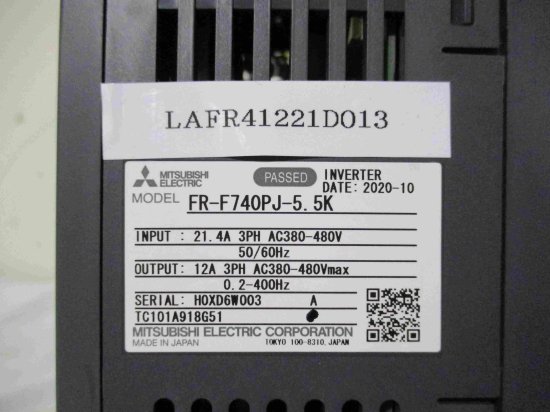 LAFR41221D013
MITSUBISHI ELECTRIC
PASSED
INVERTER
DATE: 2020-10
MODEL FR-F740PJ-5.5K
INPUT : 21.4A 3PH AC380-480V
50/60Hz
OUTPUT: 12A 3PH AC380-480Vmax
0.2-400Hz
SERIAL: H0XD6W003 A
TC101A918G51
MITSUBISHI ELECTRIC CORPORATION
MADE IN JAPAN TOKYO 100-8310, JAPAN